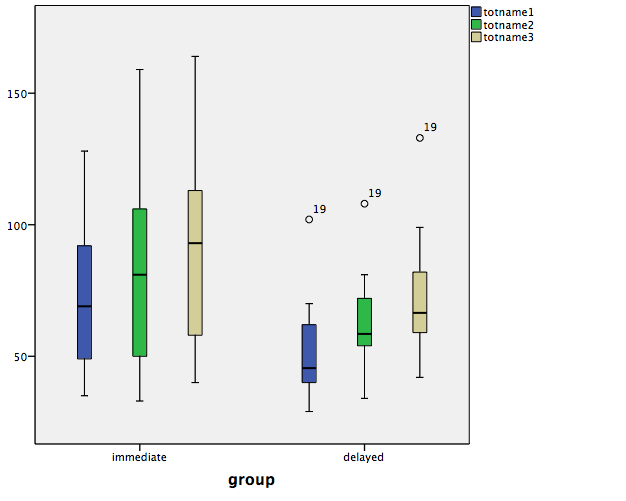 totname1
totname2
totname3
150
100
50
19
19
19
immediate delayed
group